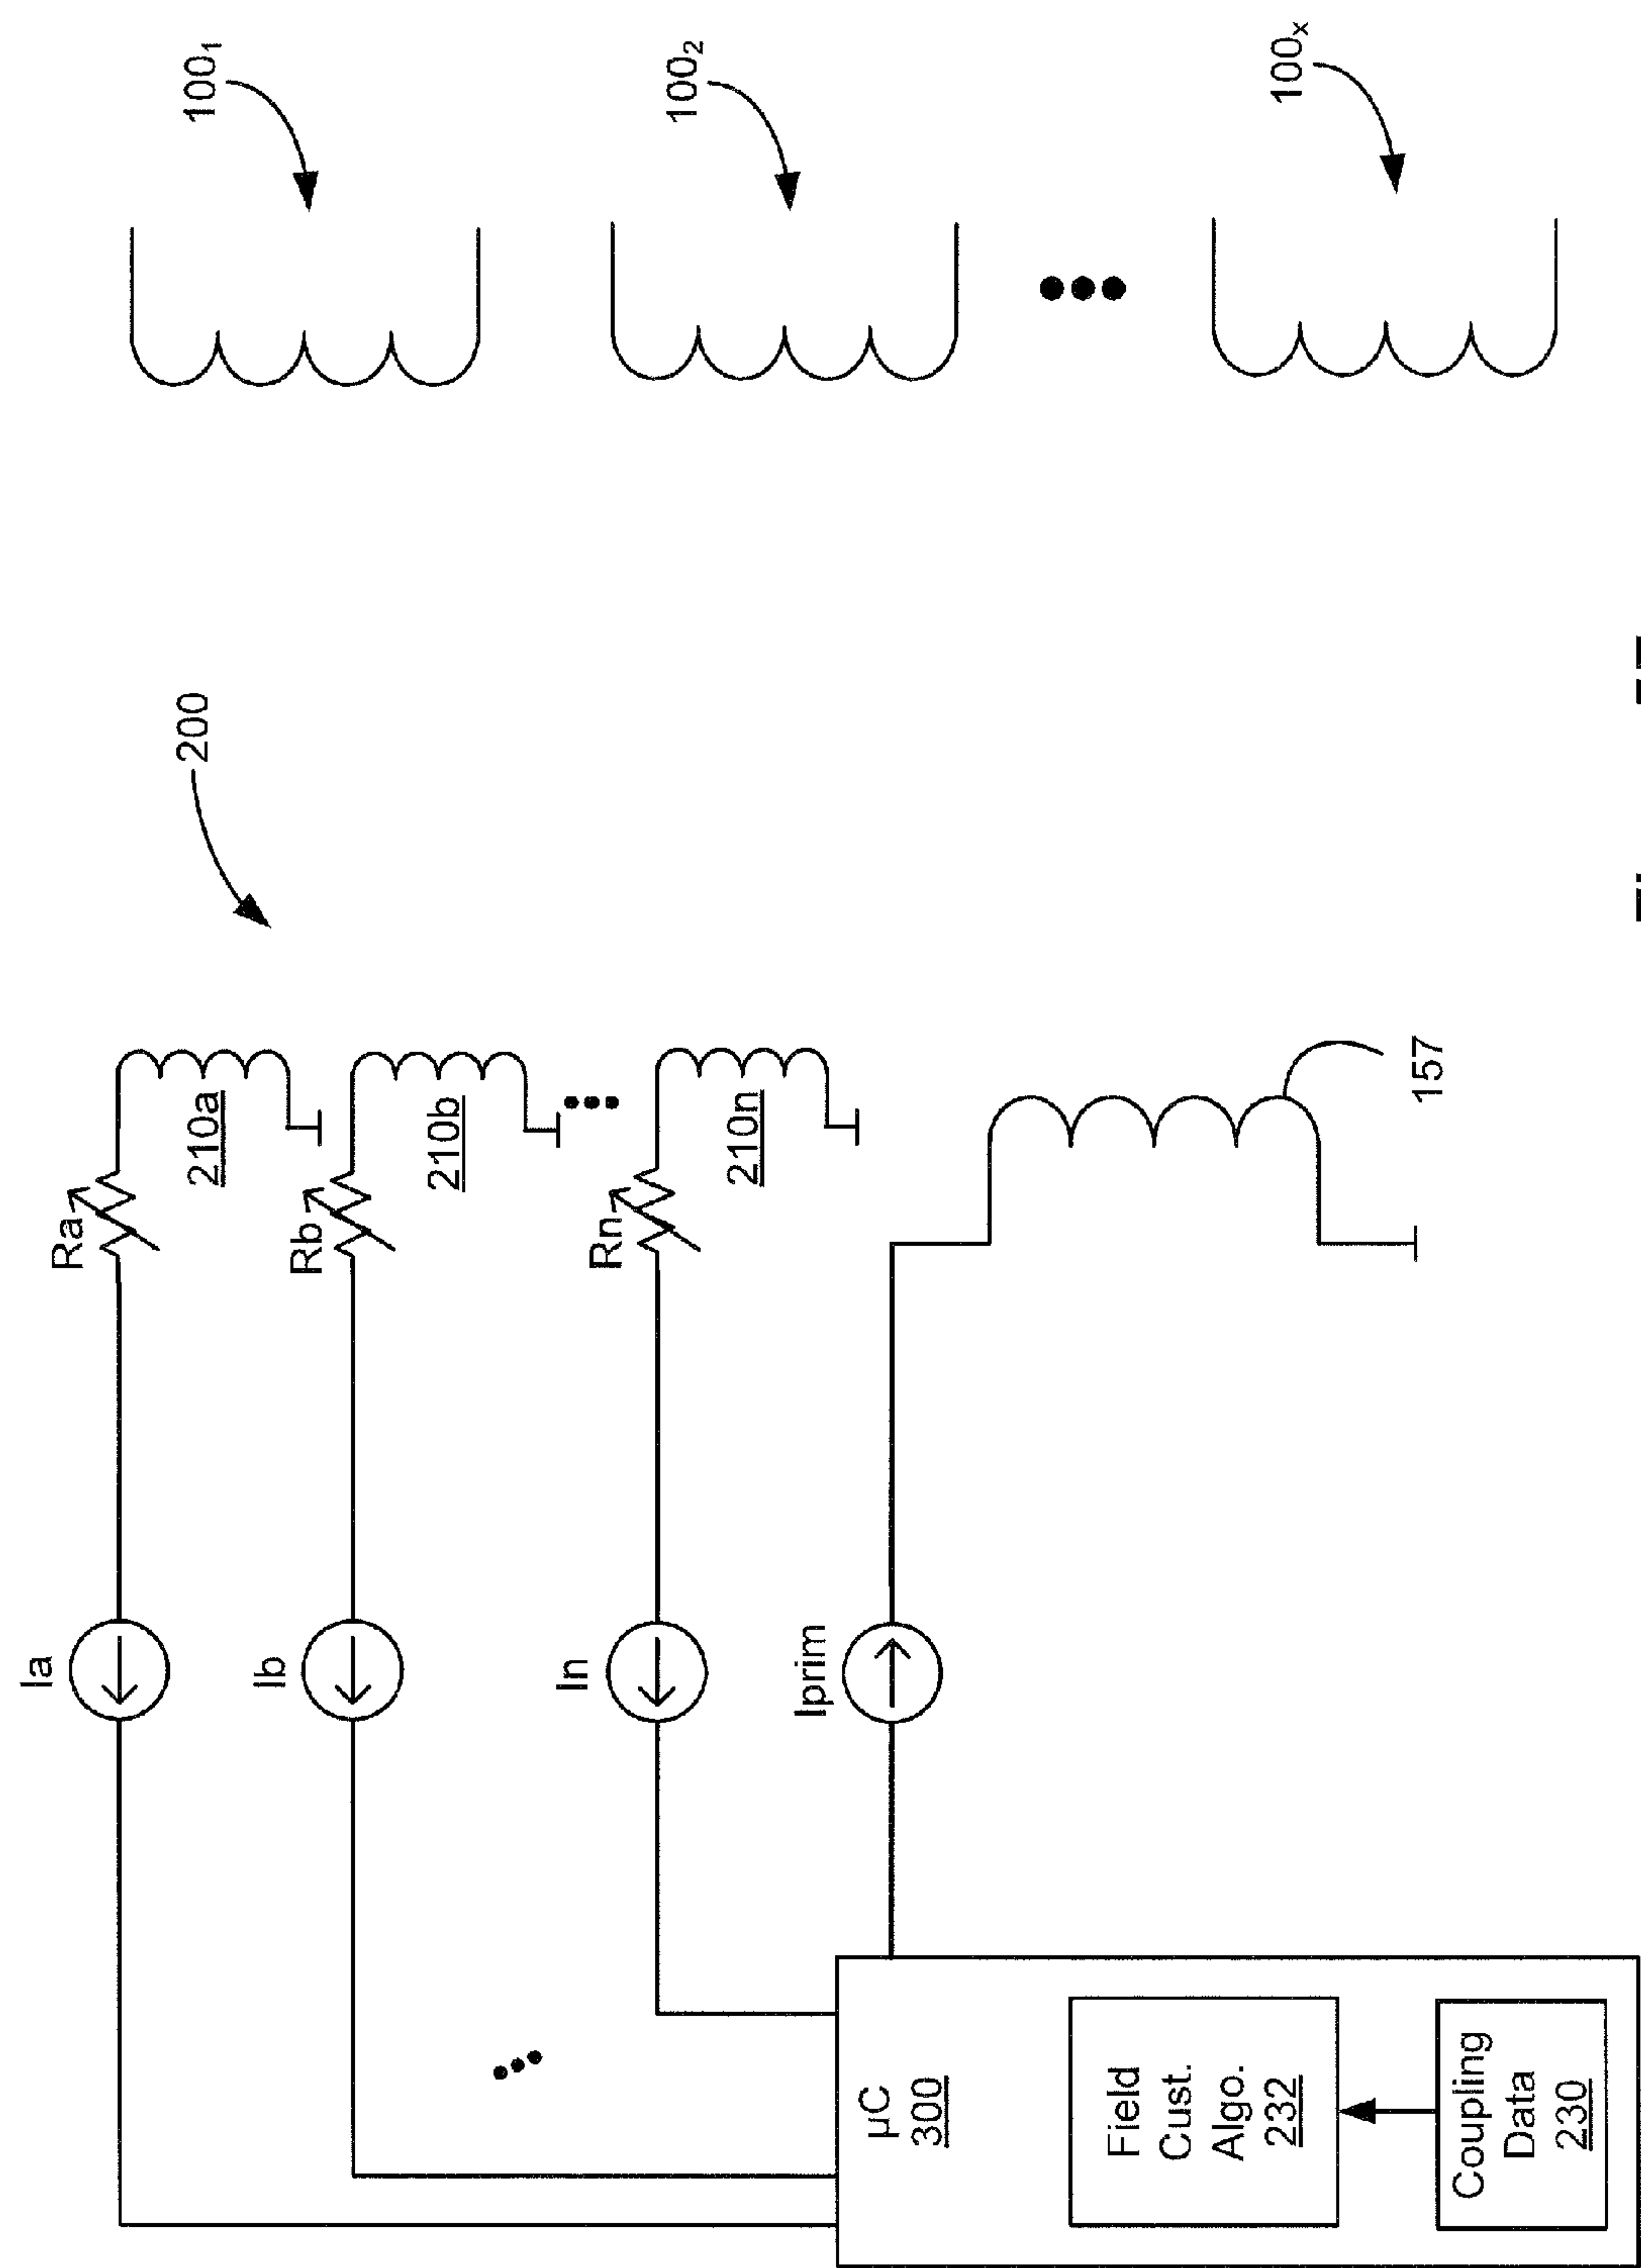 Ia
Ra
210a
Ib
Rb
210b
In
Rn
210n
Iprim
157
200
100₁
100₂
100ₓ
µC
300
Field
Cust.
Algo.
232
Coupling
Data
230